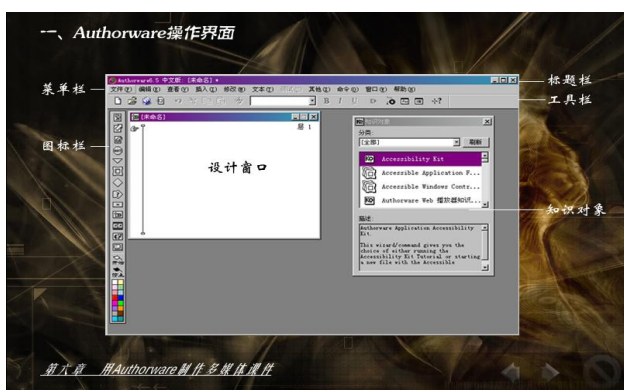 一、Authorware操作界面
Authorware6.5 中文版: [未命名] *
标题栏
菜单栏
文件(F) 编辑(E) 查看(V) 插入(I) 修改(M) 文本(T) 其他(X) 命令(C) 窗口(W) 帮助(H)
工具栏
B I U
[未命名]
层 1
知识对象
分类:
[全部]
刷新
图标栏
设计窗口
Accessibility Kit
Accessible Application F...
Accessible Windows Contr...
Authorware Web 播放器知识...
知识对象
描述:
Authorware Application Accessibility
Kit.
This wizard/command gives you the
choice of either running the
Accessibility Kit Tutorial or starting
a new file with the Accessible
第六章 用Authorware制作多媒体课件